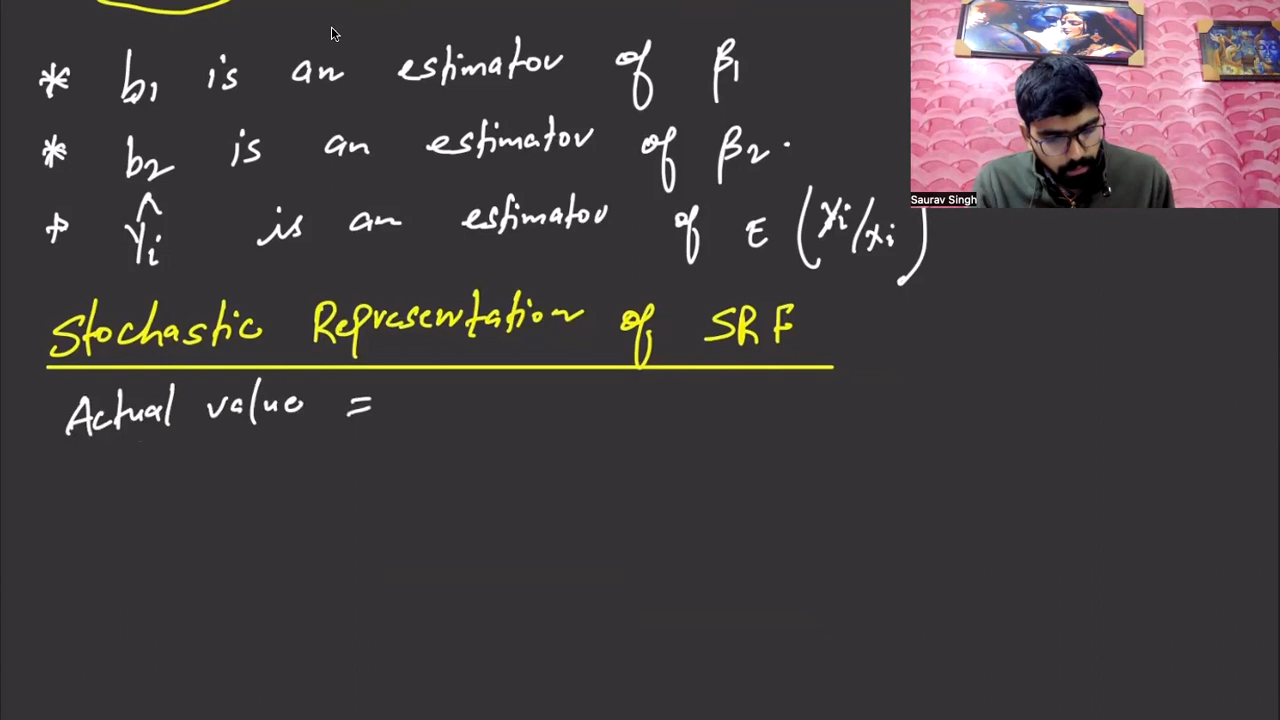 * b1 is an estimator of β1
* b2 is an estimator of β2.
* Ŷi is an estimator of E (Yi/xi)
Saurav Singh
Stochastic Representation of SRF
Actual value =